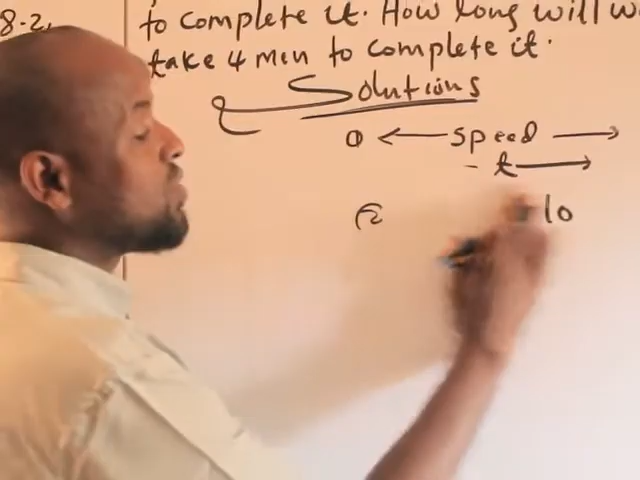 8-2,
to complete it. How long will w
take 4 men to complete it.
Solutions
speed
t
10